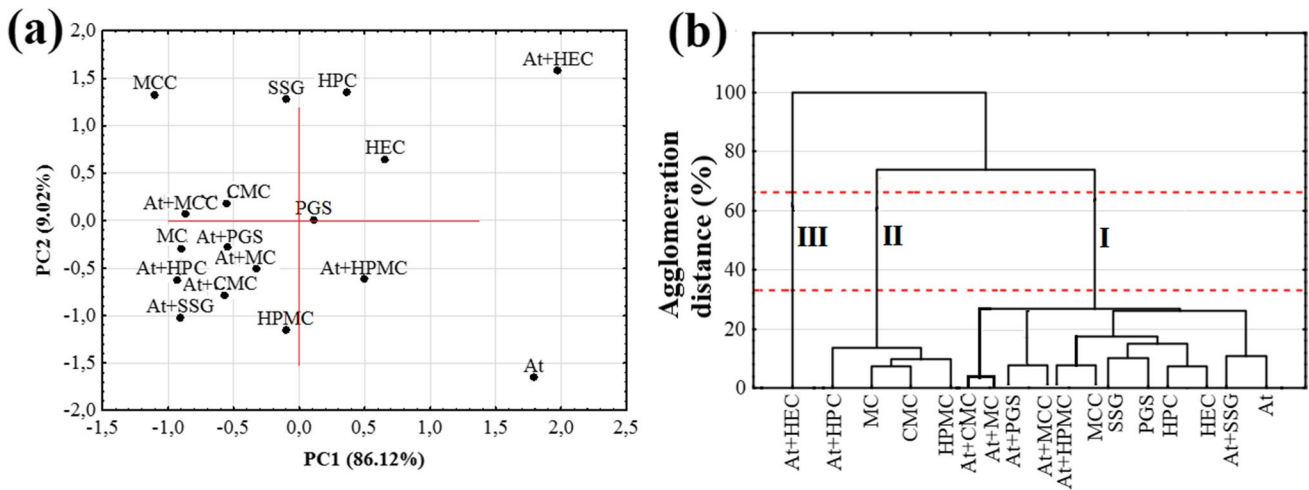 (a)
2,0
1,5
1,0
0,5
0,0
-0,5
-1,0
-1,5
-2,0
PC2 (9.02%)
At+HEC
MCC
SSG
HPC
HEC
CMC
At+MCC
PGS
MC
At+PGS
At+MC
At+HPC
At+CMC
At+HPMC
At+SSG
HPMC
At
-1,5 -1,0 -0,5 0,0 0,5 1,0 1,5 2,0 2,5
PC1 (86.12%)
(b)
Agglomeration
distance (%)
100
80
60
40
20
0
III II I
At+HEC
At+HPC
MC
CMC
HPMC
At+CMC
At+MC
At+PGS
At+MCC
At+HPMC
MCC
SSG
PGS
HPC
HEC
At+SSG
At